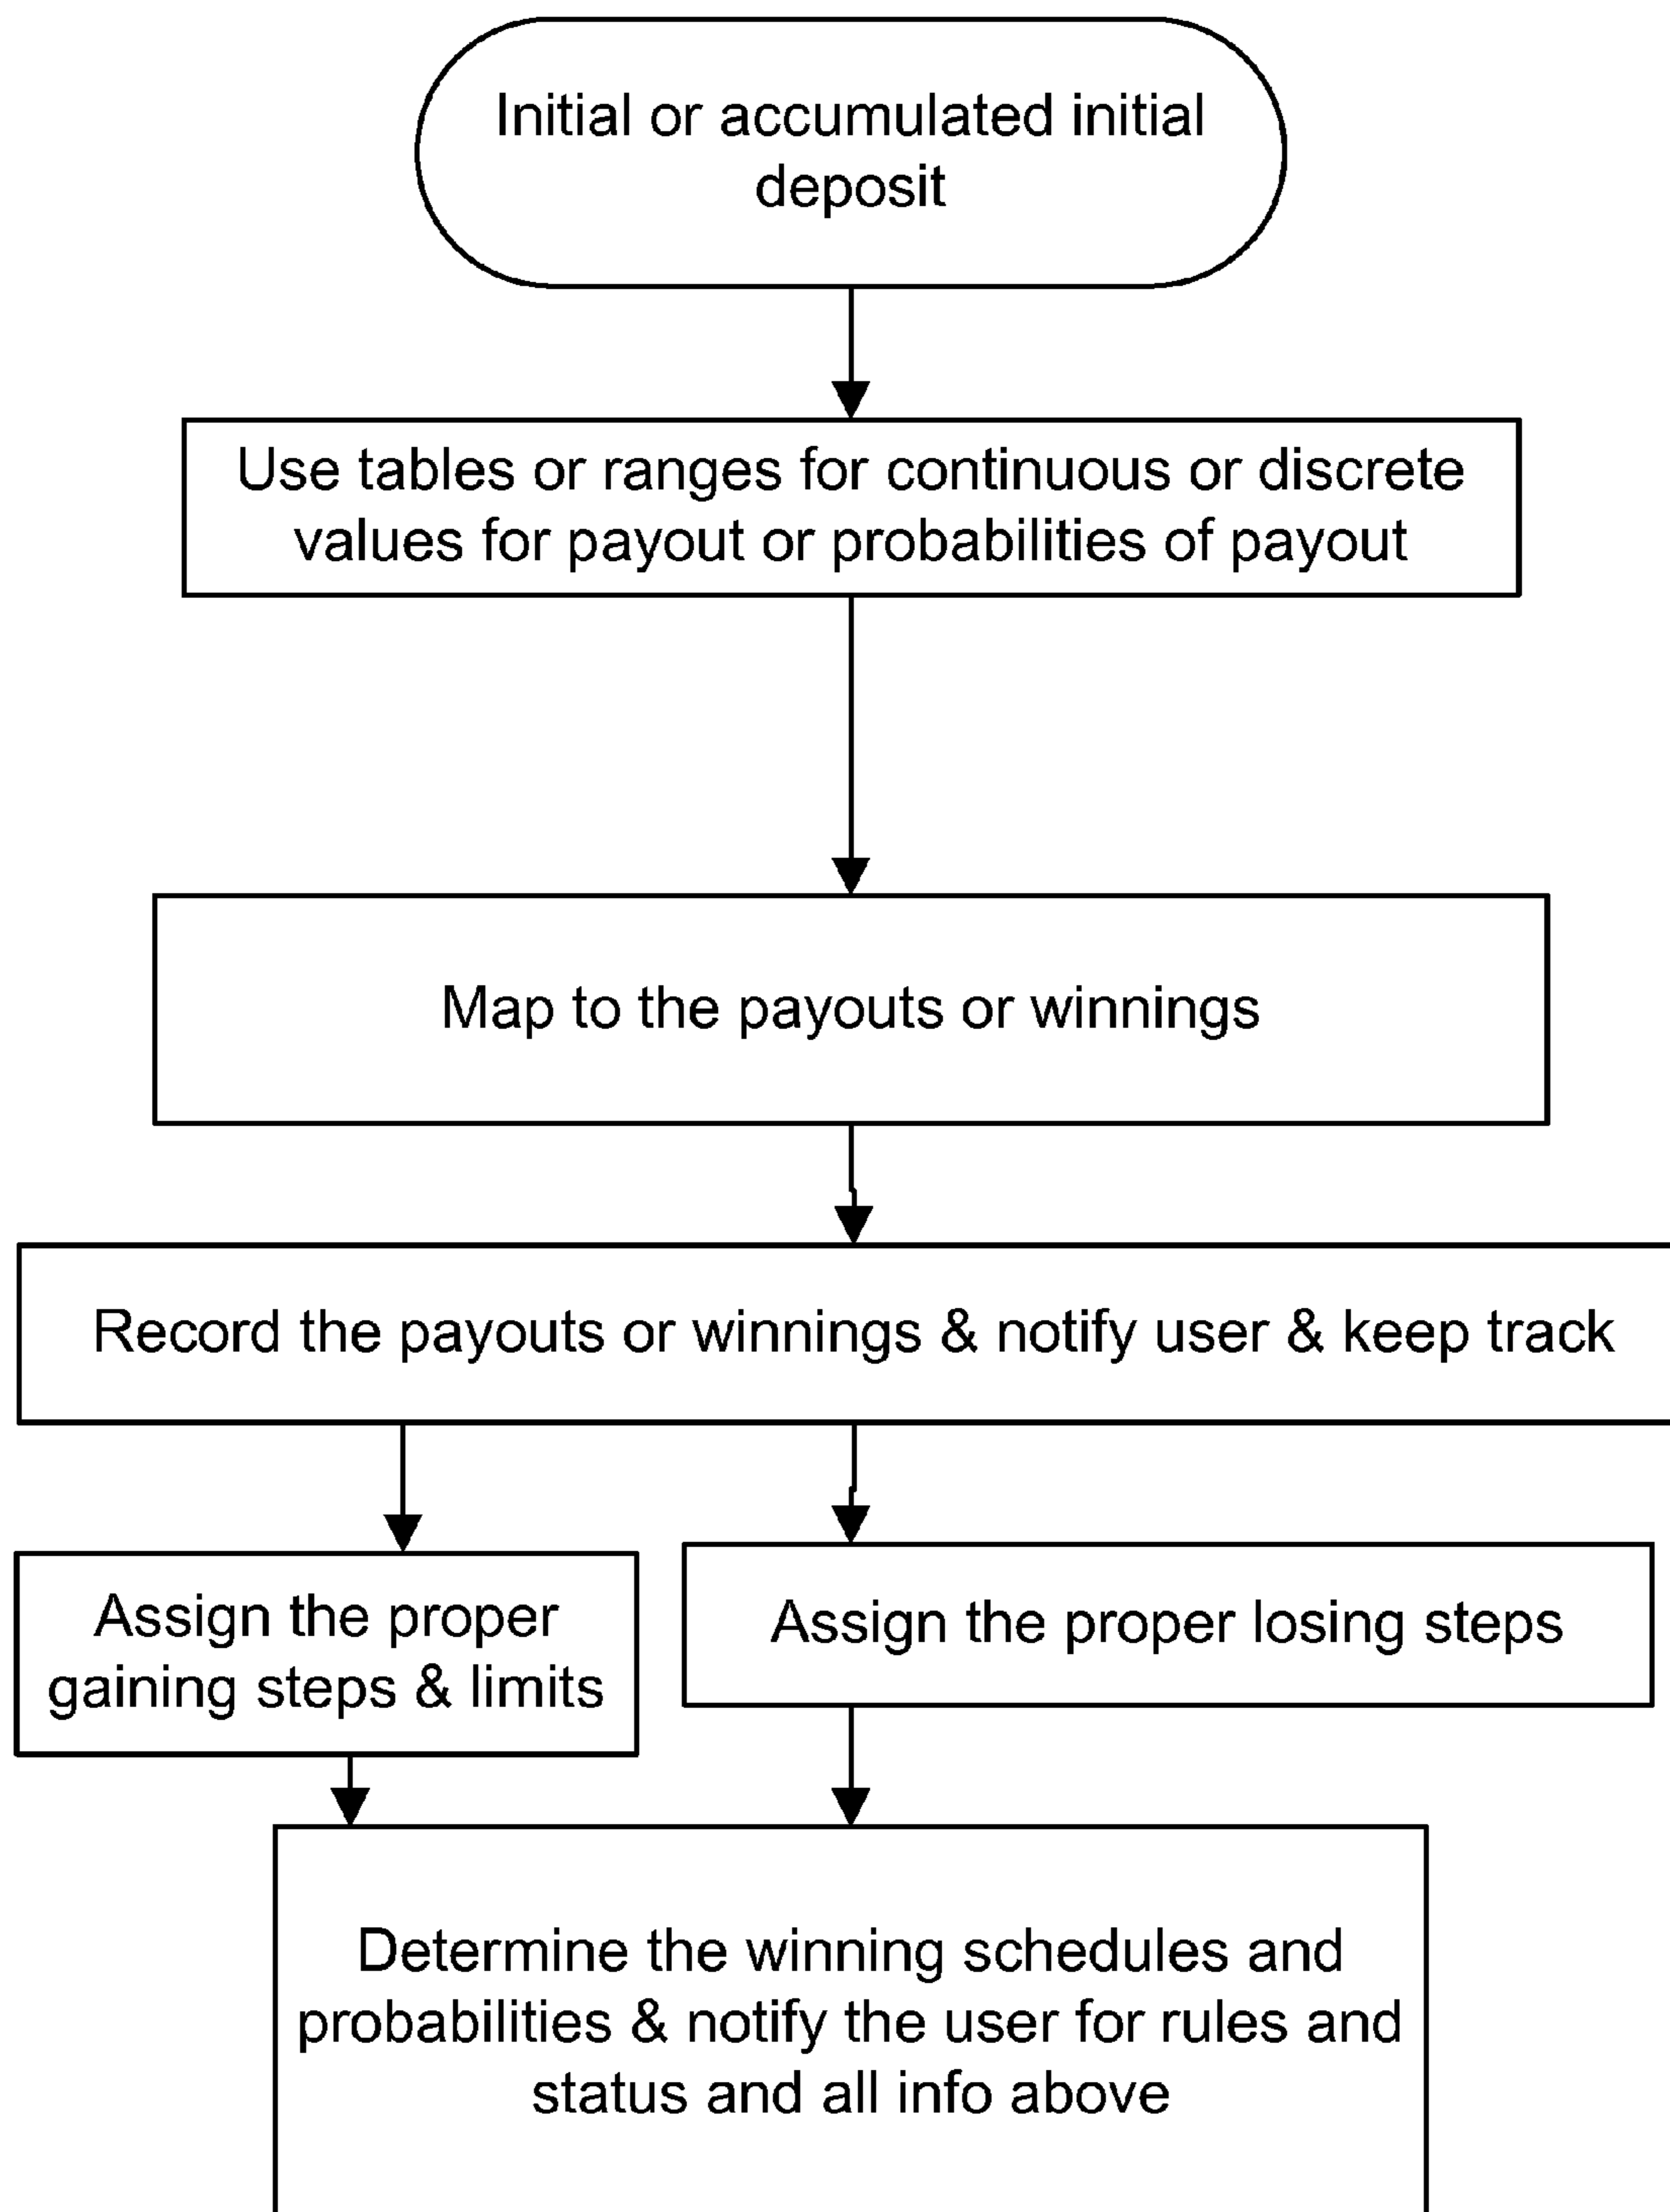 Initial or accumulated initial
deposit
Use tables or ranges for continuous or discrete
values for payout or probabilities of payout
Map to the payouts or winnings
Record the payouts or winnings & notify user & keep track
Assign the proper
gaining steps & limits
Assign the proper losing steps
Determine the winning schedules and
probabilities & notify the user for rules and
status and all info above